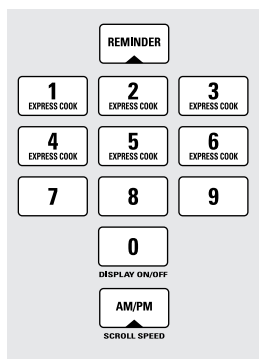 REMINDER
1 2 3
EXPRESS COOK EXPRESS COOK EXPRESS COOK
4 5 6
EXPRESS COOK EXPRESS COOK EXPRESS COOK
7 8 9
0
DISPLAY ON/OFF
AM/PM
SCROLL SPEED